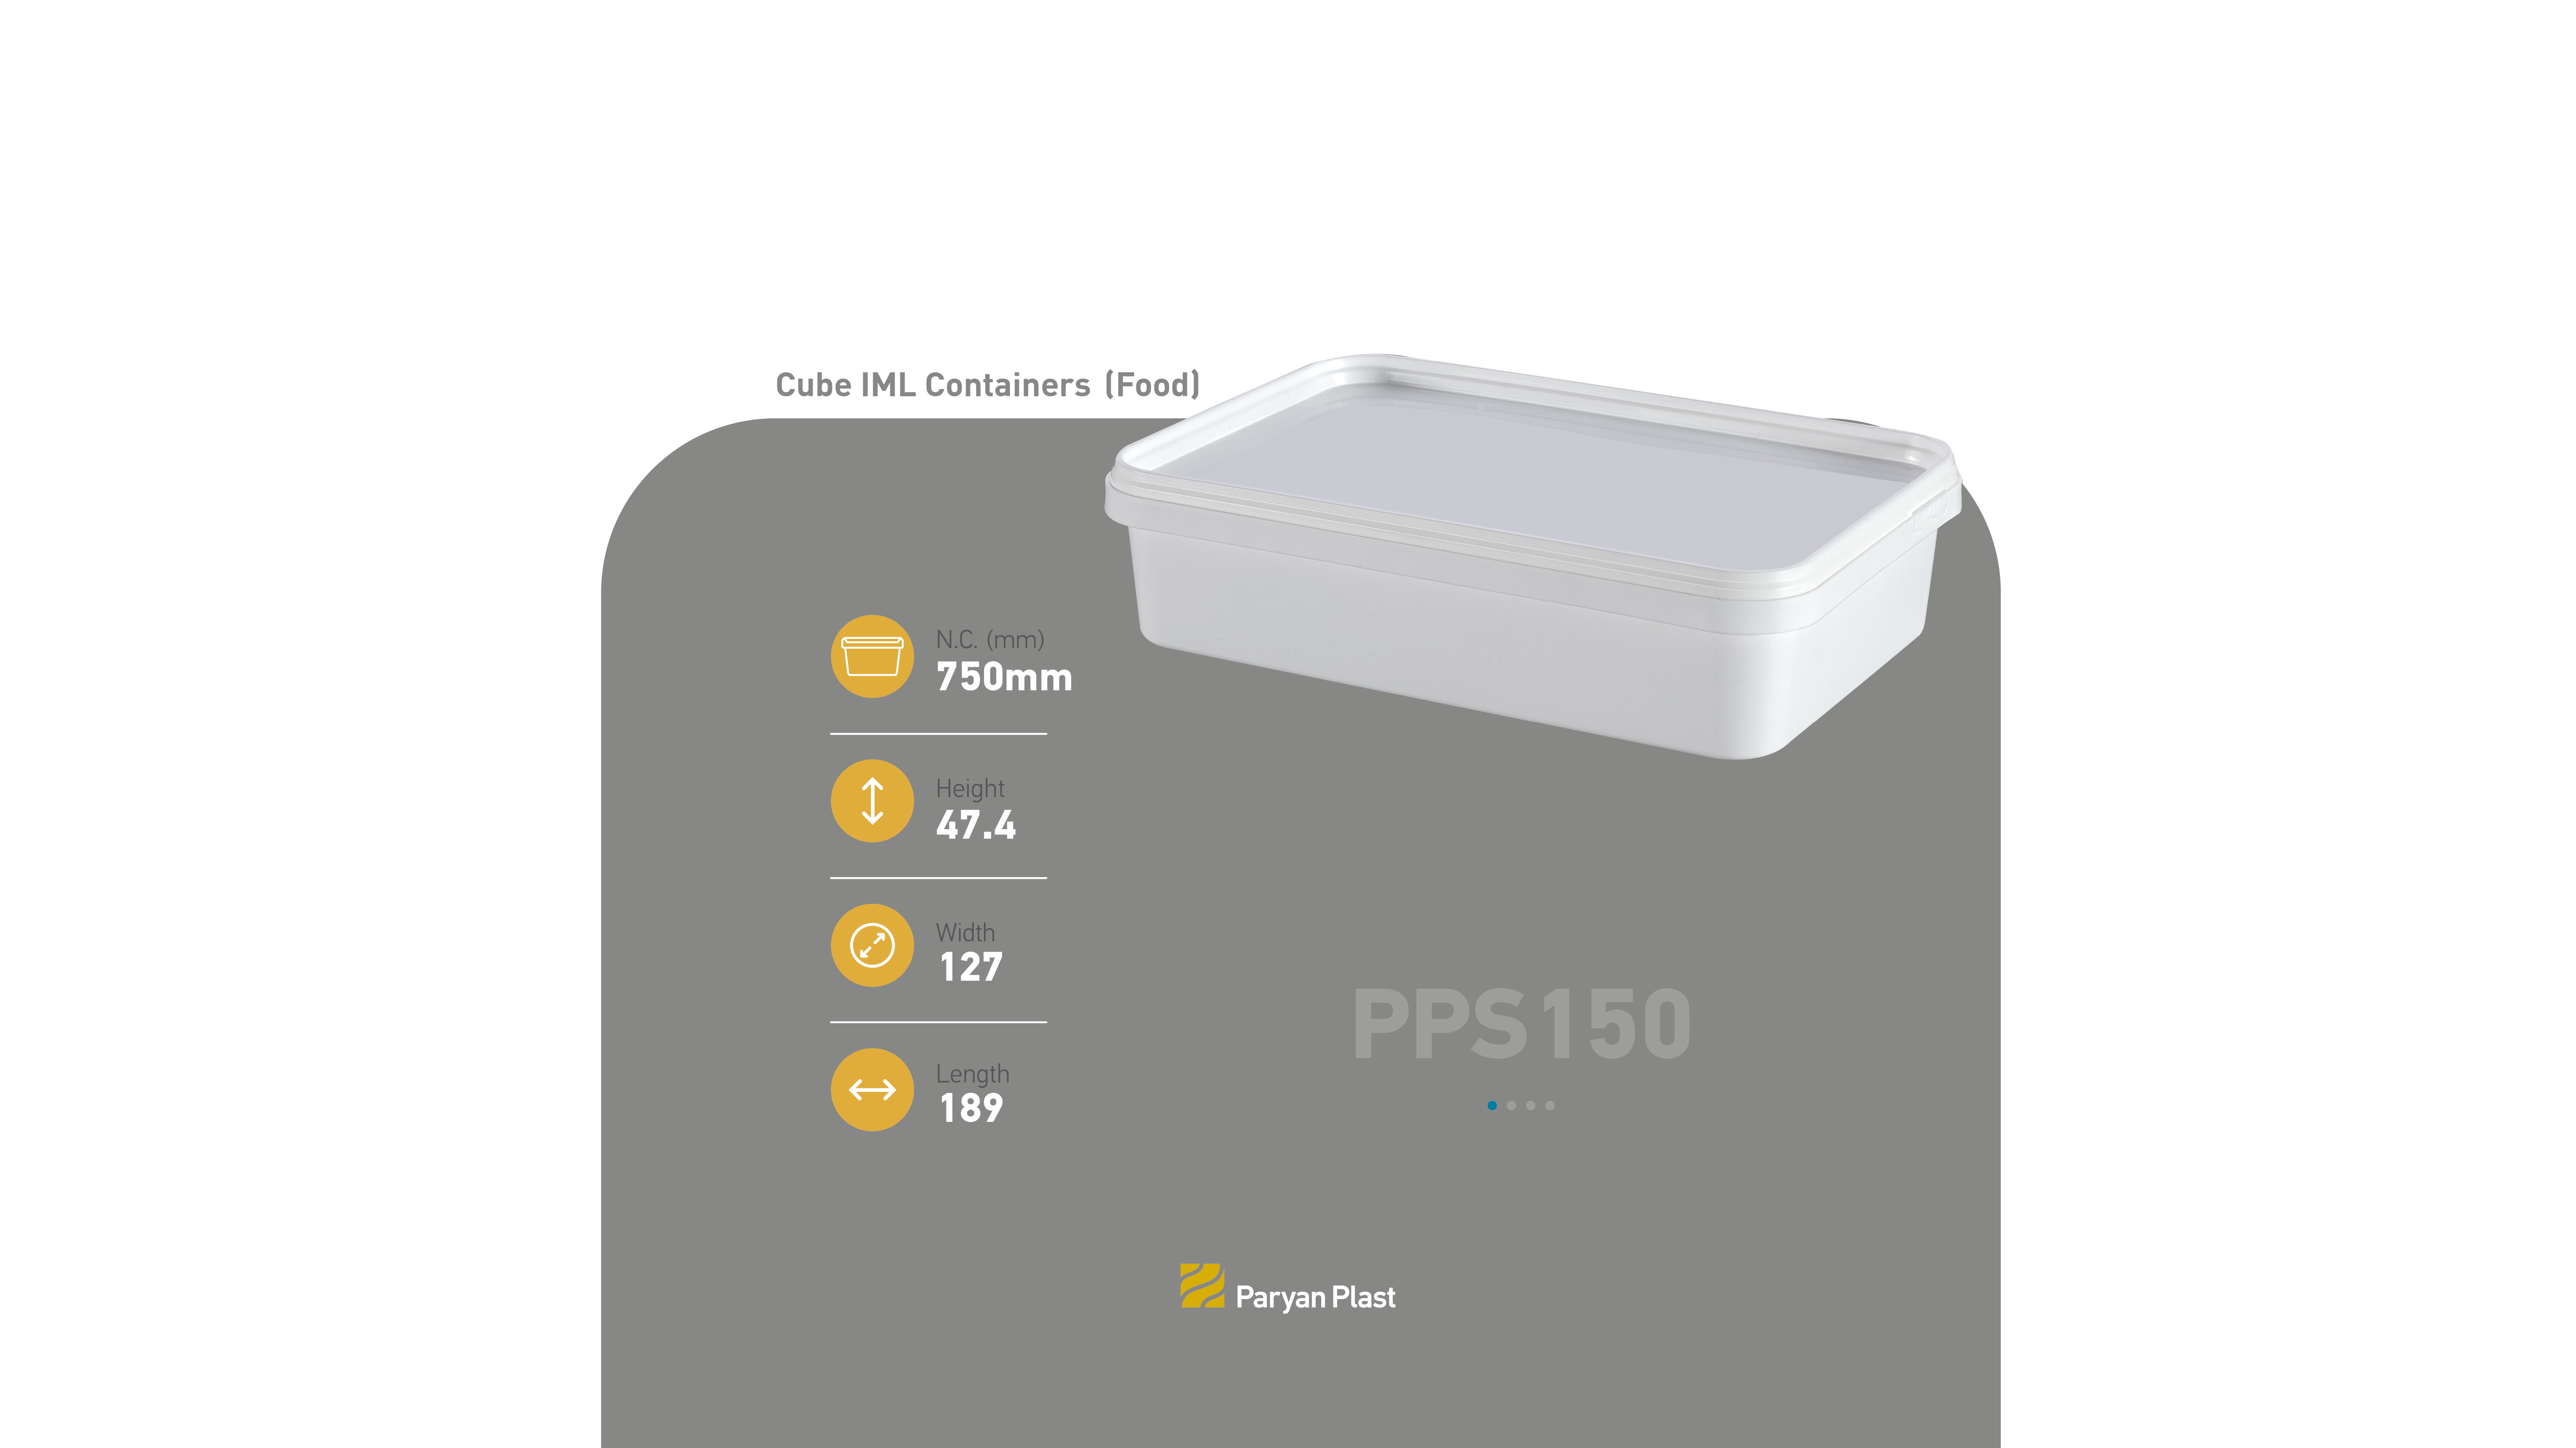 Cube IML Containers (Food)
N.C. (mm)
750mm
Height
47.4
Width
127
Length
189
PPS150
Paryan Plast